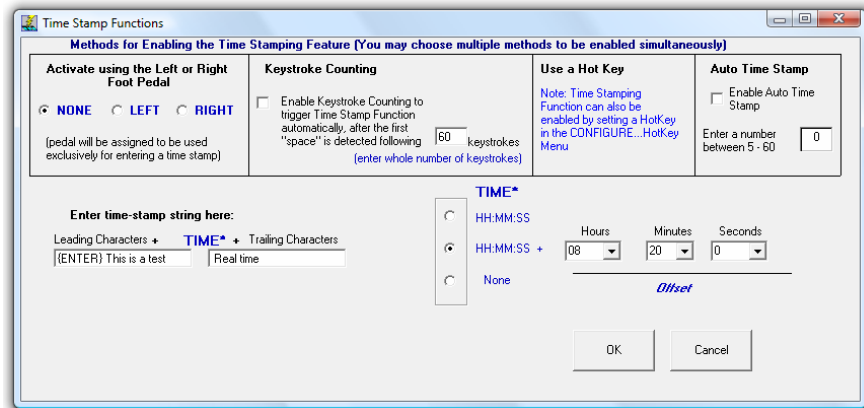 Time Stamp Functions
Methods for Enabling the Time Stamping Feature (You may choose multiple methods to be enabled simultaneously)
Activate using the Left or Right
Foot Pedal
NONE LEFT RIGHT
(pedal will be assigned to be used
exclusively for entering a time stamp)
Keystroke Counting
Enable Keystroke Counting to
trigger Time Stamp Function
automatically, after the first
"space" is detected following 60 keystrokes
(enter whole number of keystrokes)
Use a Hot Key
Note: Time Stamping
Function can also be
enabled by setting a HotKey
in the CONFIGURE...HotKey
Menu
Auto Time Stamp
Enable Auto Time
Stamp
Enter a number
between 5 - 60
0
Enter time-stamp string here:
Leading Characters + TIME* + Trailing Characters
{ENTER} This is a test Real time
TIME*
HH:MM:SS
Hours Minutes Seconds
HH:MM:SS + 08 20 0
None
Offset
OK Cancel